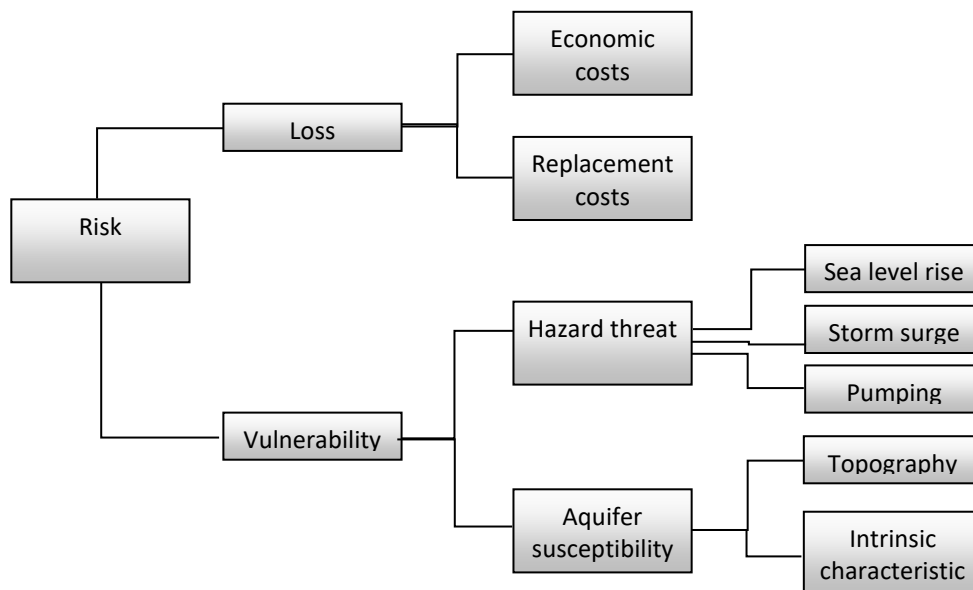 Economic
costs
Loss
Replacement
costs
Risk
Sea level rise
Hazard threat
Storm surge
Pumping
Vulnerability
Topography
Aquifer
susceptibility
Intrinsic
characteristic